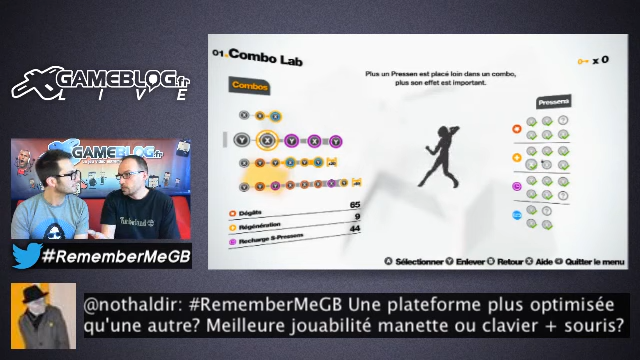 GAMEBLOG.fr
LIVE
GAMEBLOG.fr
Timberland
#RememberMeGB
01. Combo Lab
x 0
Plus un Pressen est placé loin dans un combo,
plus son effet est important.
Combos
Pressens
Dégâts 65
Régénération 9
Recharge S-Pressens 44
A Sélectionner Y Enlever B Retour X Aide Quitter le menu
@nothaldir: #RememberMeGB Une plateforme plus optimisée
qu'une autre? Meilleure jouabilité manette ou clavier + souris?